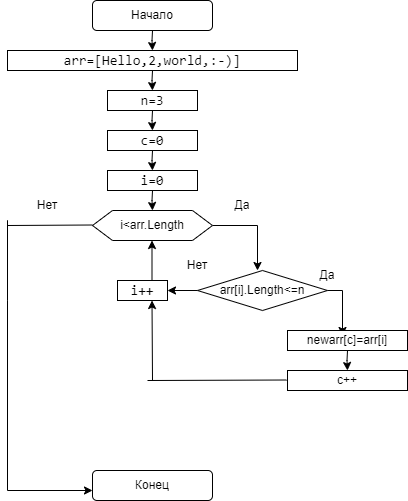 Начало
arr=[Hello,2,world,:-)]
n=3
c=0
i=0
Нет
i<arr.Length
Да
Нет
Да
i++
arr[i].Length<=n
newarr[c]=arr[i]
c++
Конец